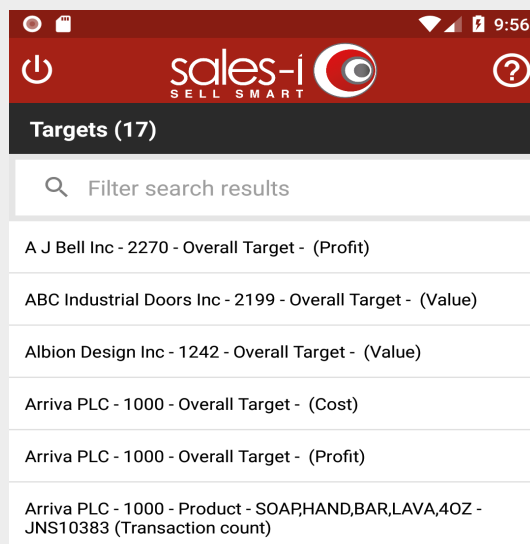 9:56
sales-i
SELL SMART
?
Targets (17)
Filter search results
A J Bell Inc - 2270 - Overall Target - (Profit)
ABC Industrial Doors Inc - 2199 - Overall Target - (Value)
Albion Design Inc - 1242 - Overall Target - (Value)
Arriva PLC - 1000 - Overall Target - (Cost)
Arriva PLC - 1000 - Overall Target - (Profit)
Arriva PLC - 1000 - Product - SOAP,HAND,BAR,LAVA,4OZ -
JNS10383 (Transaction count)